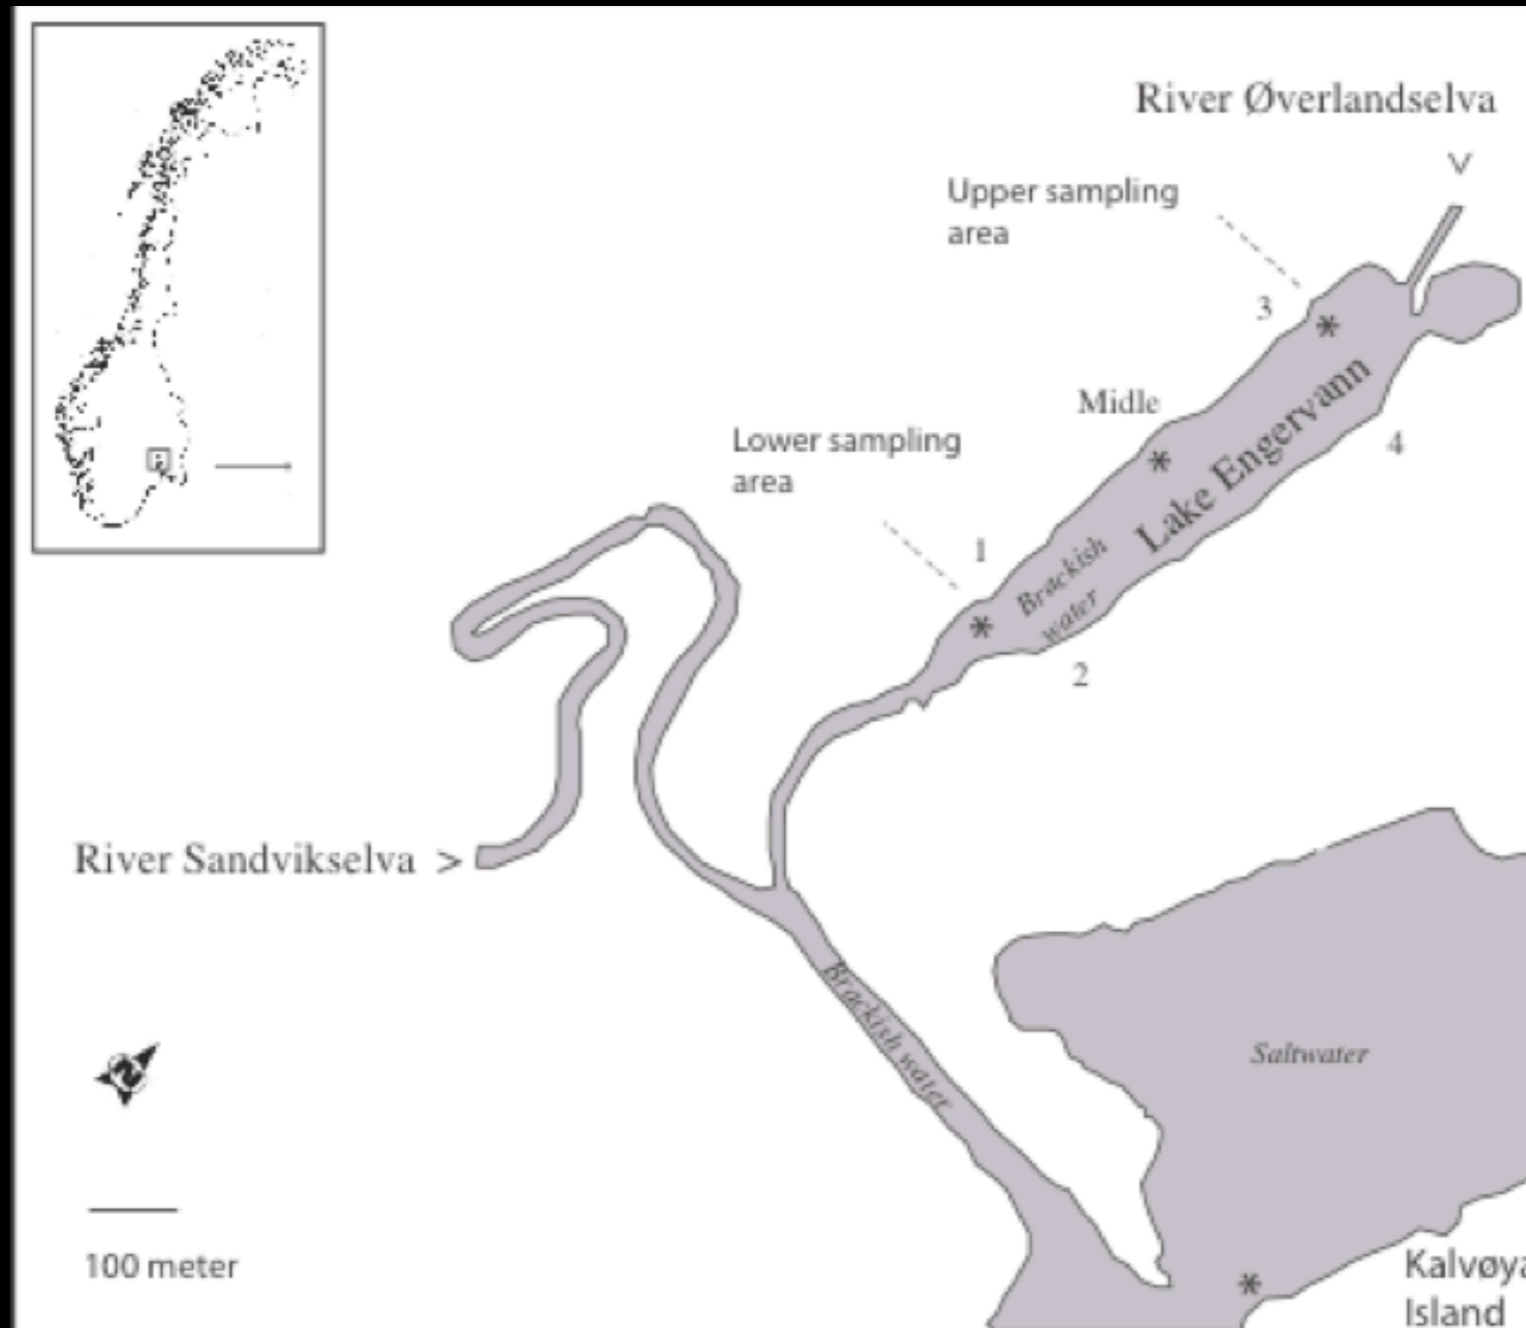 River Øverlandselva
V
Upper sampling
area
3
Midle
Lake Engervann
4
Lower sampling
area
1
Brackish
water
2
River Sandvikselva >
Brackish water
Saltwater
N
100 meter
Kalvøya
Island